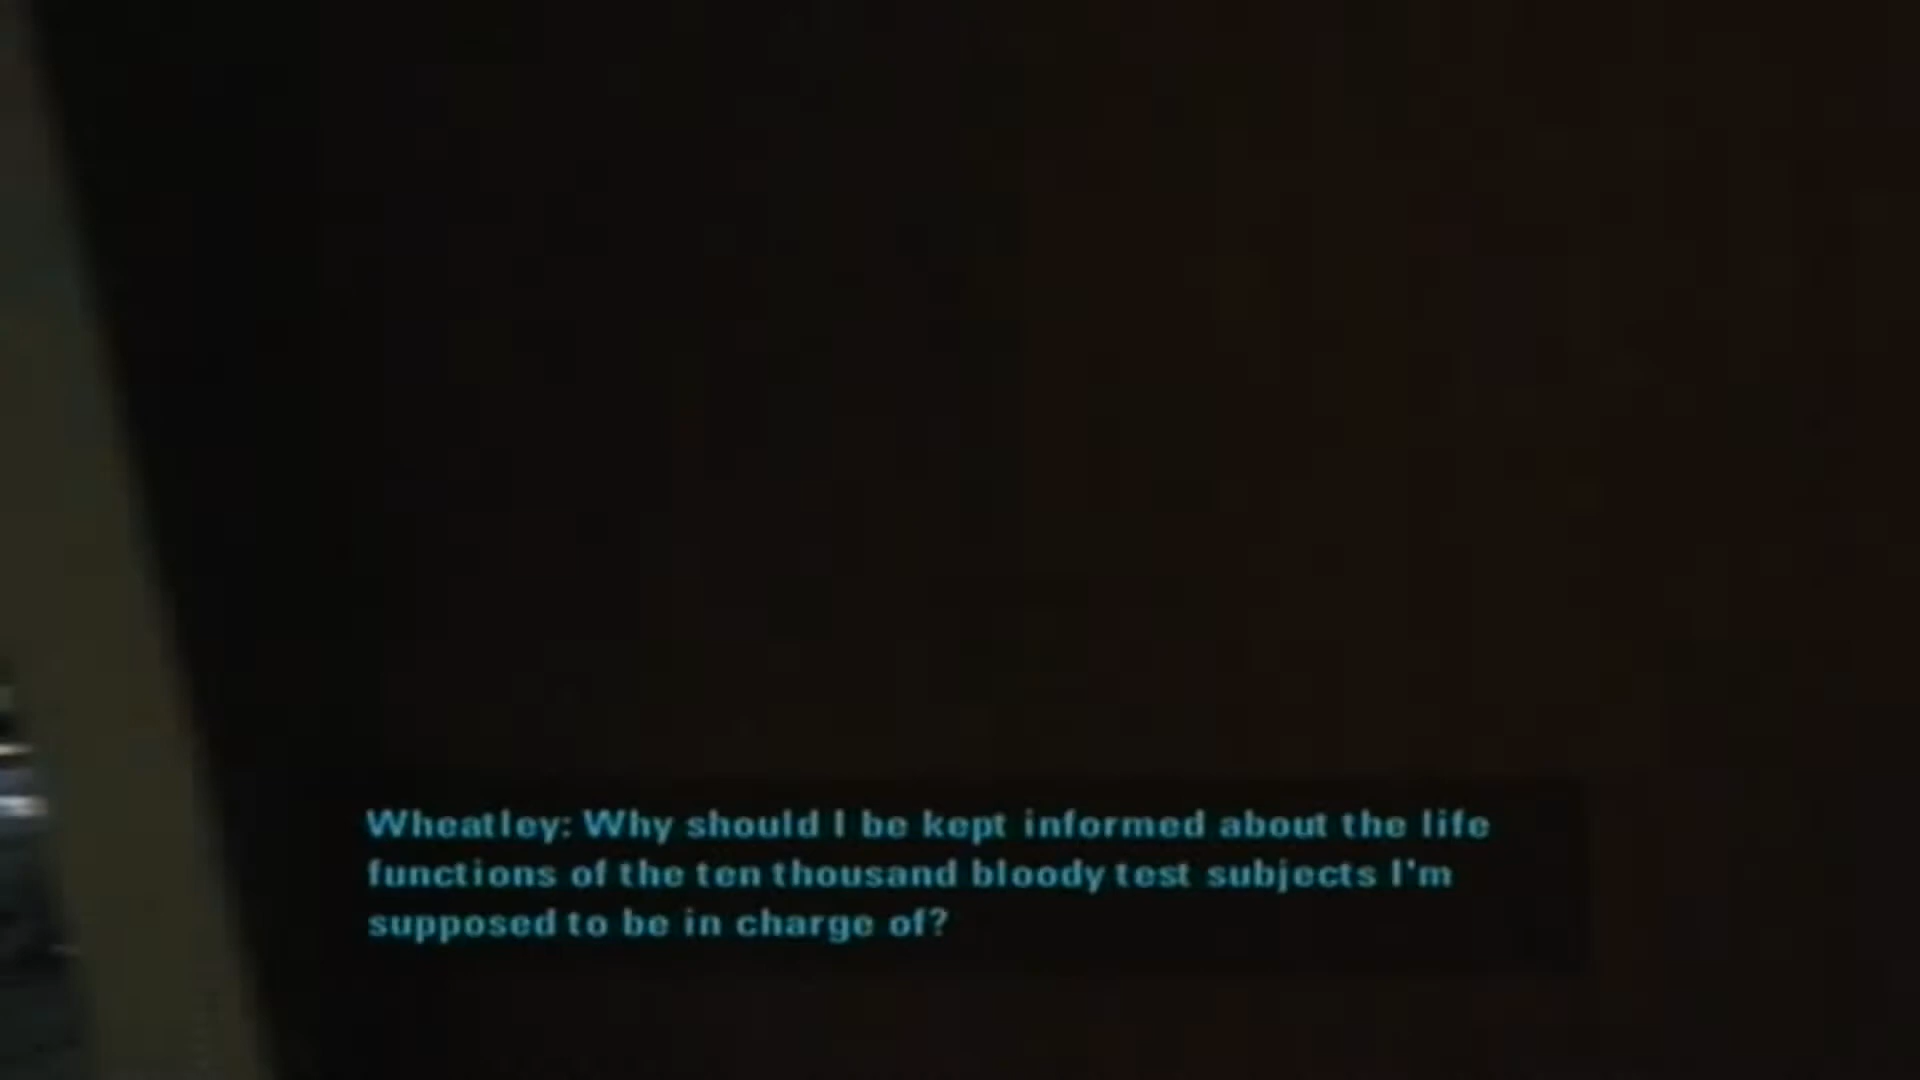 Wheatley: Why should I be kept informed about the life
functions of the ten thousand bloody test subjects I'm
supposed to be in charge of?